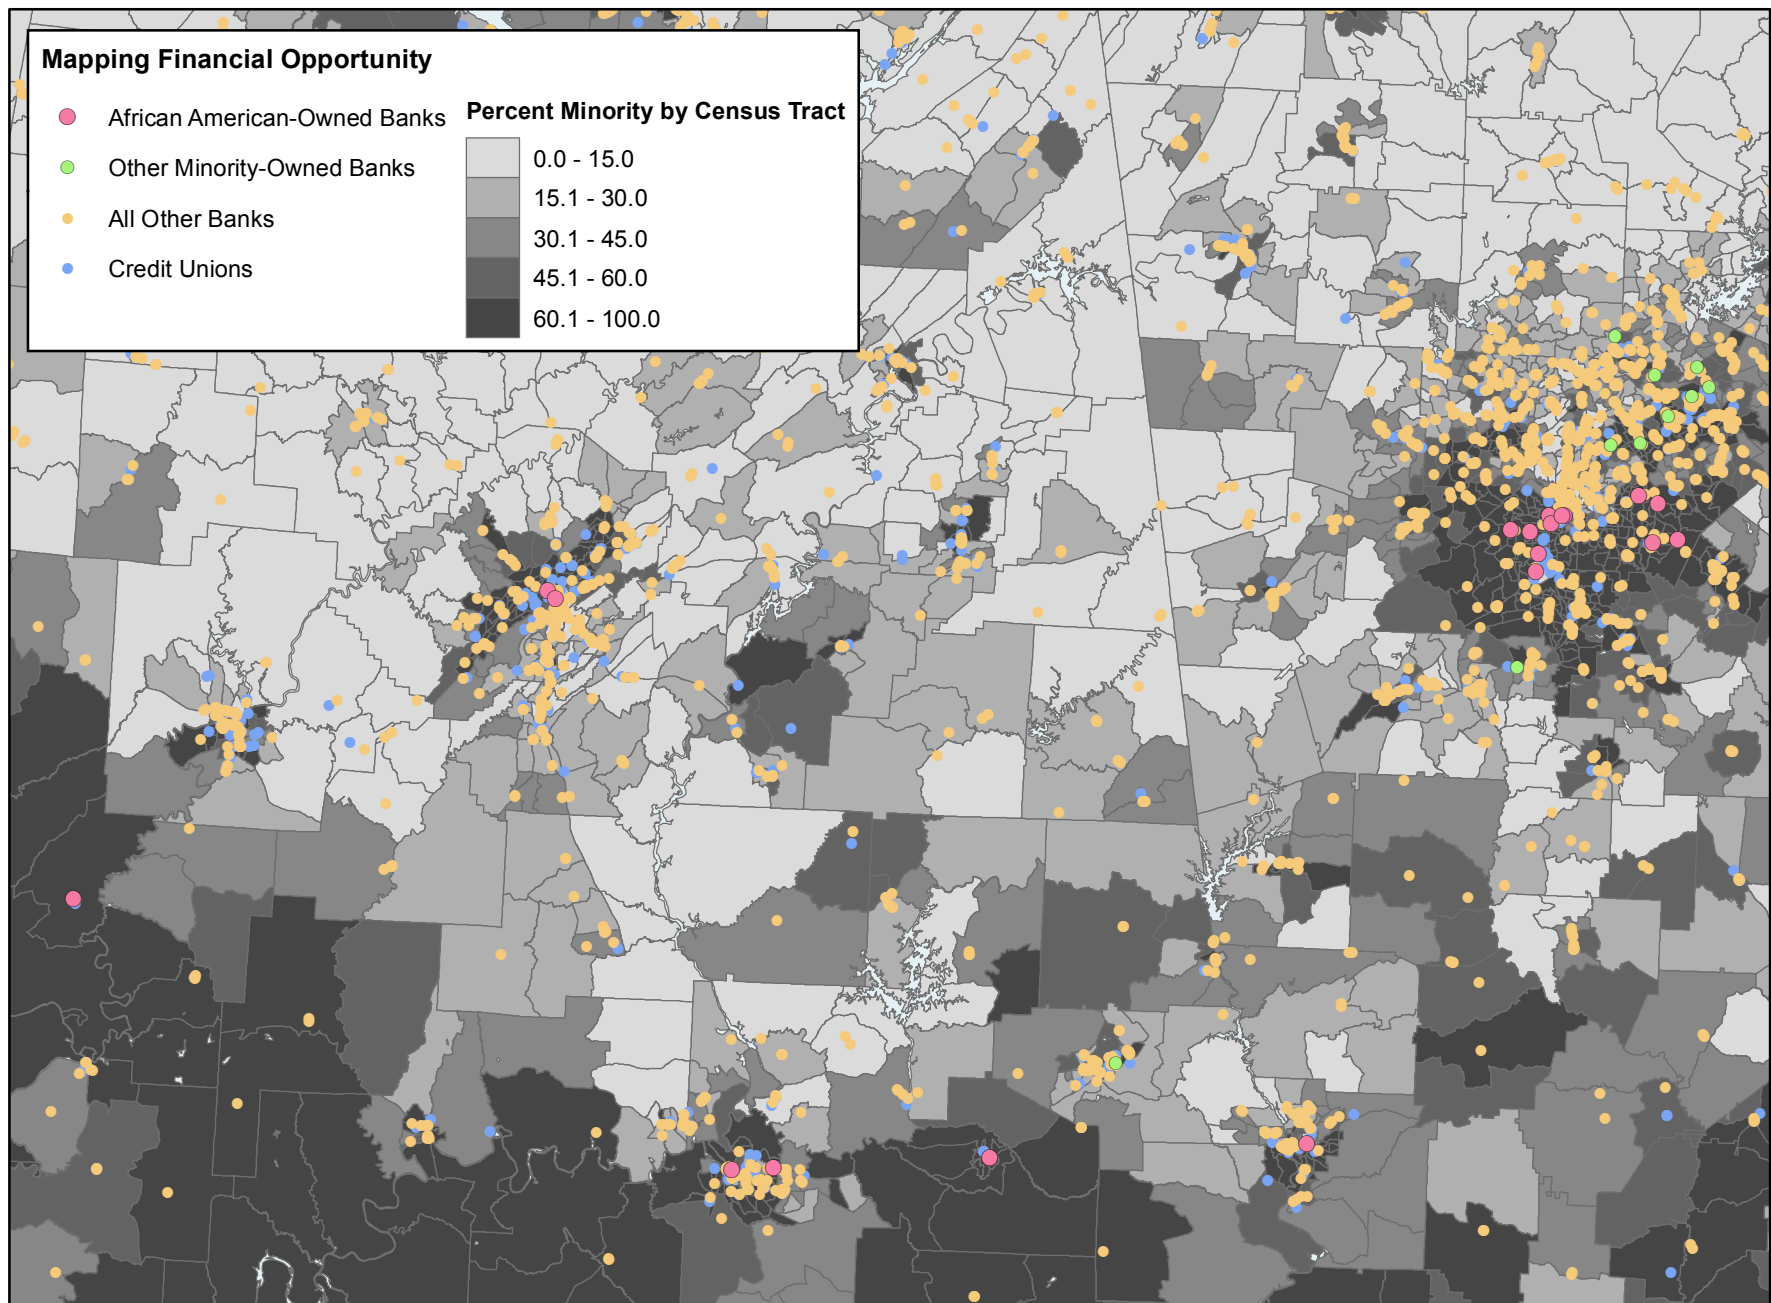 Mapping Financial Opportunity
African American-Owned Banks
Other Minority-Owned Banks
All Other Banks
Credit Unions
Percent Minority by Census Tract
0.0 - 15.0
15.1 - 30.0
30.1 - 45.0
45.1 - 60.0
60.1 - 100.0